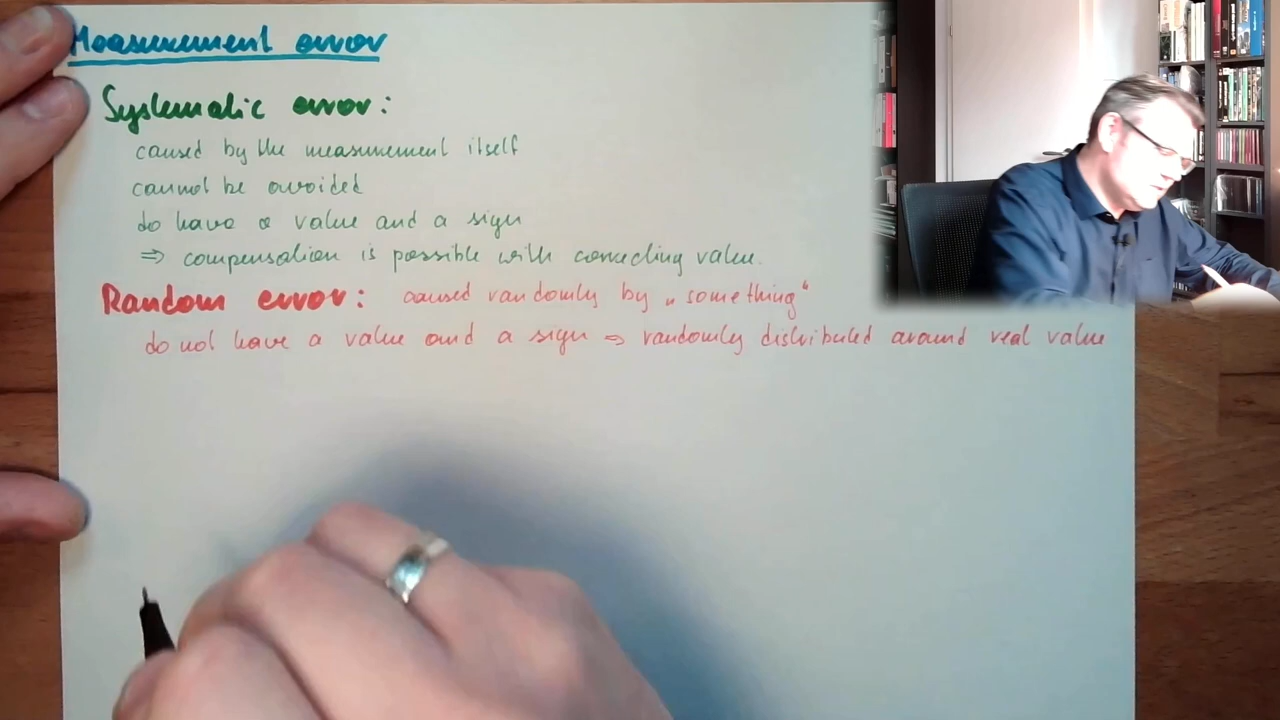 Measurement error
Systematic error:
caused by the measurement itself
cannot be avoided
do have a value and a sign
⇒ compensation is possible with correcting value.
Random error: caused randomly by „something“
do not have a value and a sign ⇒ randomly distributed around real value